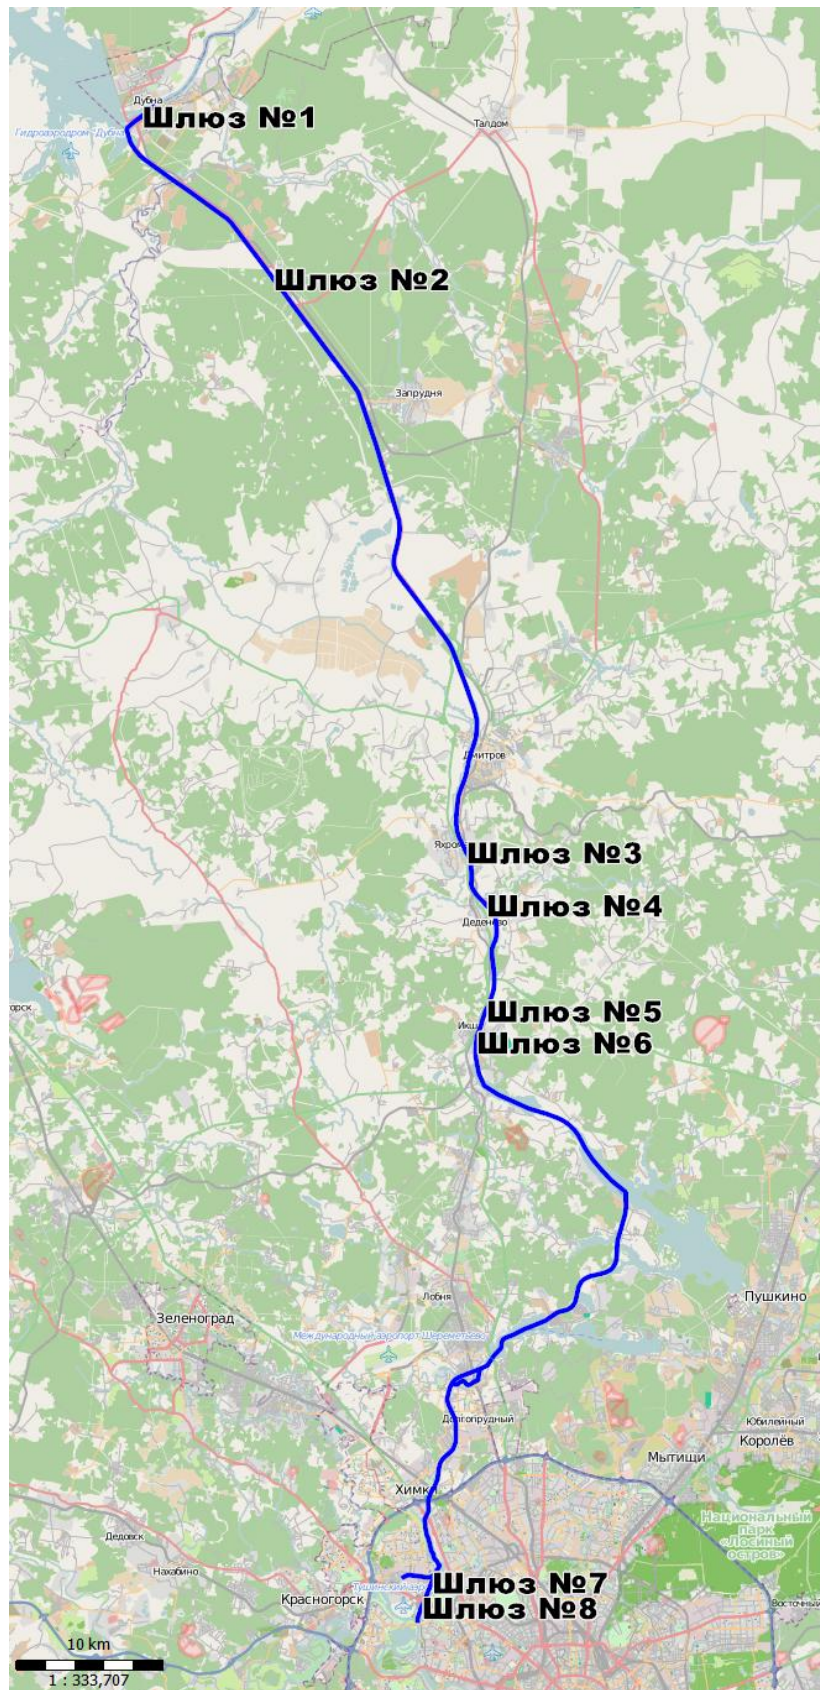 Дубна
Шлюз №1
Гидроаэродром "Дубна"
Талдом
Шлюз №2
Запрудня
Дмитров
Шлюз №3
Шлюз №4
Деденево
Шлюз №5
Шлюз №6
Лобня
Пушкино
Зеленоград
Международный аэропорт Шереметьево
Долгопрудный
Юбилейный
Королёв
Мытищи
Химки
Национальный
парк
«Лосиный
остров»
Дедовск
Нахабино
Шлюз №7
Красногорск
Шлюз №8
Восточный
10 km
1 : 333,707